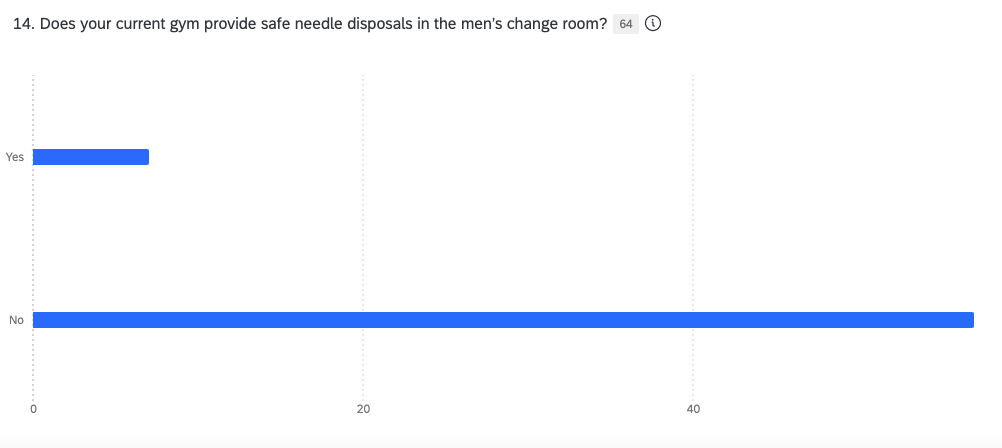 14. Does your current gym provide safe needle disposals in the men’s change room? 64
Yes
No
0 20 40